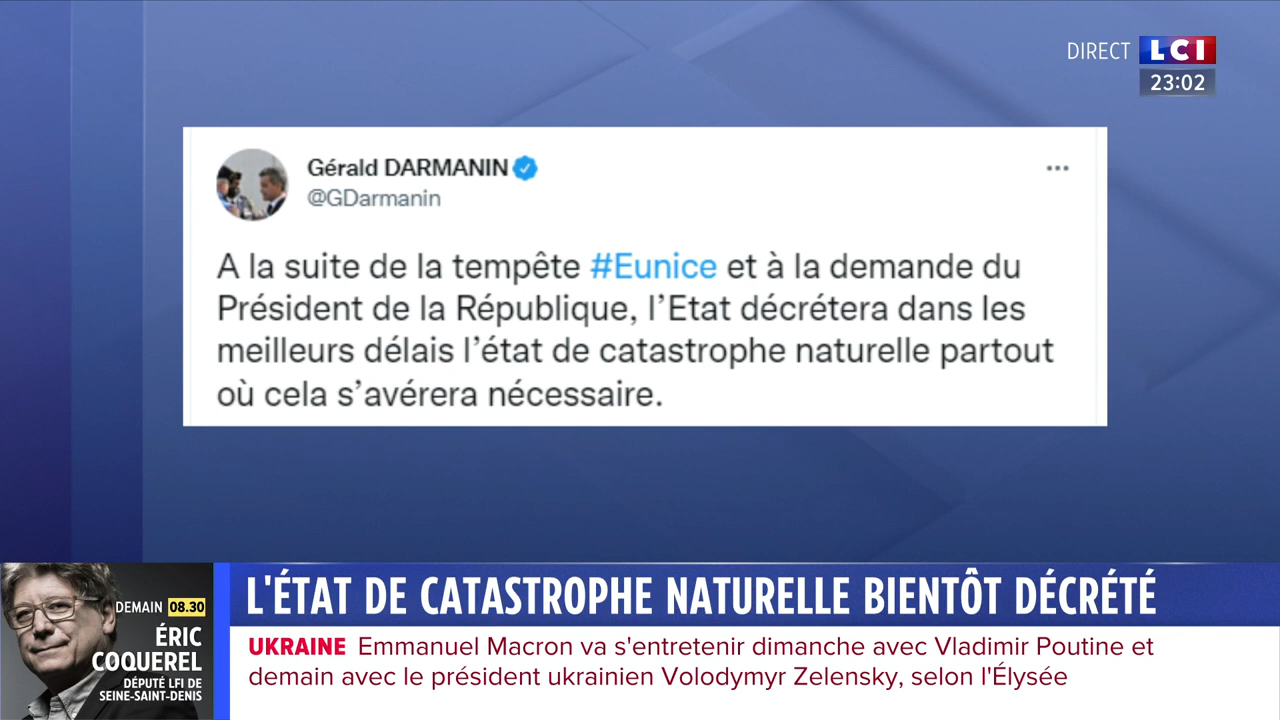 DIRECT LCI
23:02
Gérald DARMANIN
@GDarmanin
A la suite de la tempête #Eunice et à la demande du
Président de la République, l’Etat décrétera dans les
meilleurs délais l’état de catastrophe naturelle partout
où cela s’avérera nécessaire.
DEMAIN 08.30
ÉRIC
COQUEREL
DÉPUTÉ LFI DE
SEINE-SAINT-DENIS
L'ÉTAT DE CATASTROPHE NATURELLE BIENTÔT DÉCRÉTÉ
UKRAINE Emmanuel Macron va s'entretenir dimanche avec Vladimir Poutine et
demain avec le président ukrainien Volodymyr Zelensky, selon l'Élysée